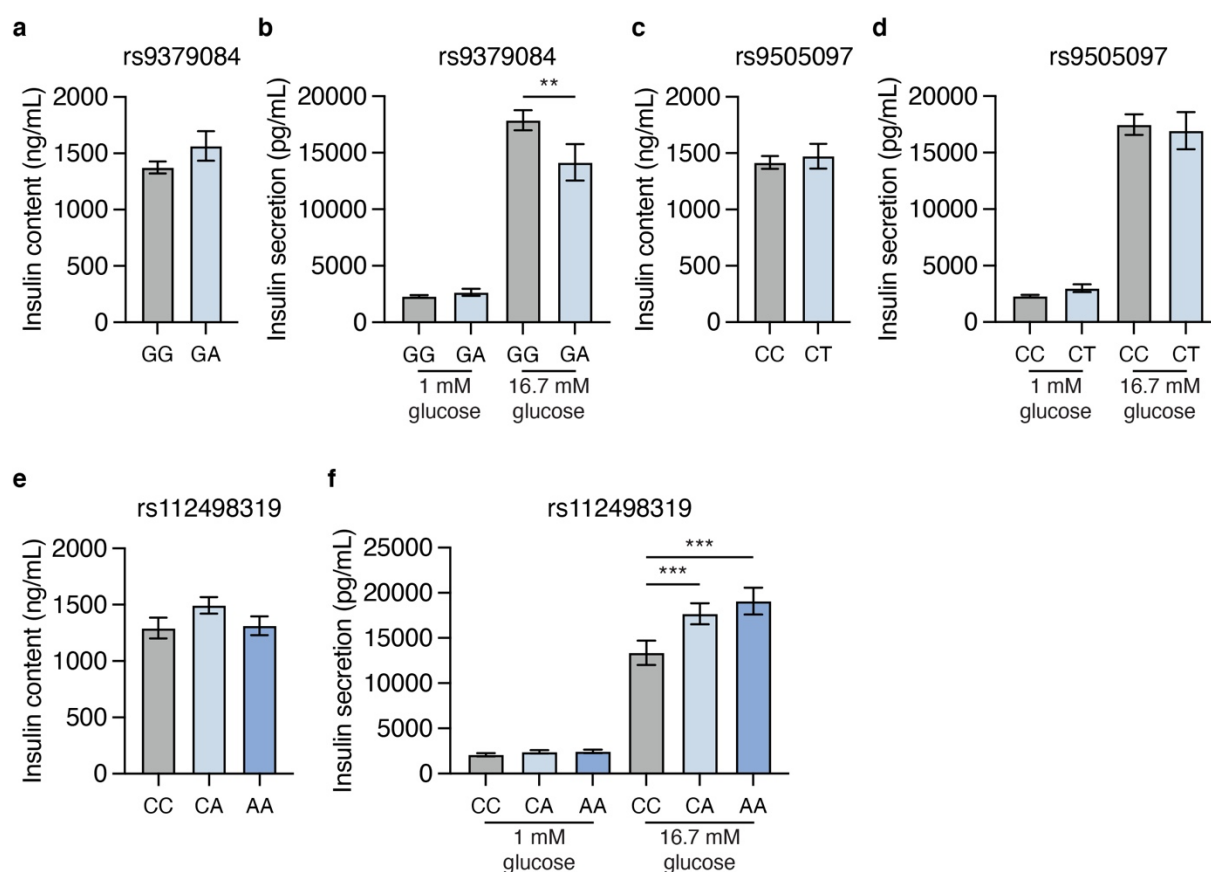 a
rs9379084
Insulin content (ng/mL)
2000
1500
1000
500
0
GG GA
b
rs9379084
Insulin secretion (pg/mL)
20000
15000
10000
5000
0
**
GG GA GG GA
1 mM 16.7 mM
glucose glucose
c
rs9505097
Insulin content (ng/mL)
2000
1500
1000
500
0
CC CT
d
rs9505097
Insulin secretion (pg/mL)
20000
15000
10000
5000
0
CC CT CC CT
1 mM 16.7 mM
glucose glucose
e
rs112498319
Insulin content (ng/mL)
2000
1500
1000
500
0
CC CA AA
f
rs112498319
Insulin secretion (pg/mL)
25000
20000
15000
10000
5000
0
***
***
CC CA AA CC CA AA
1 mM 16.7 mM
glucose glucose